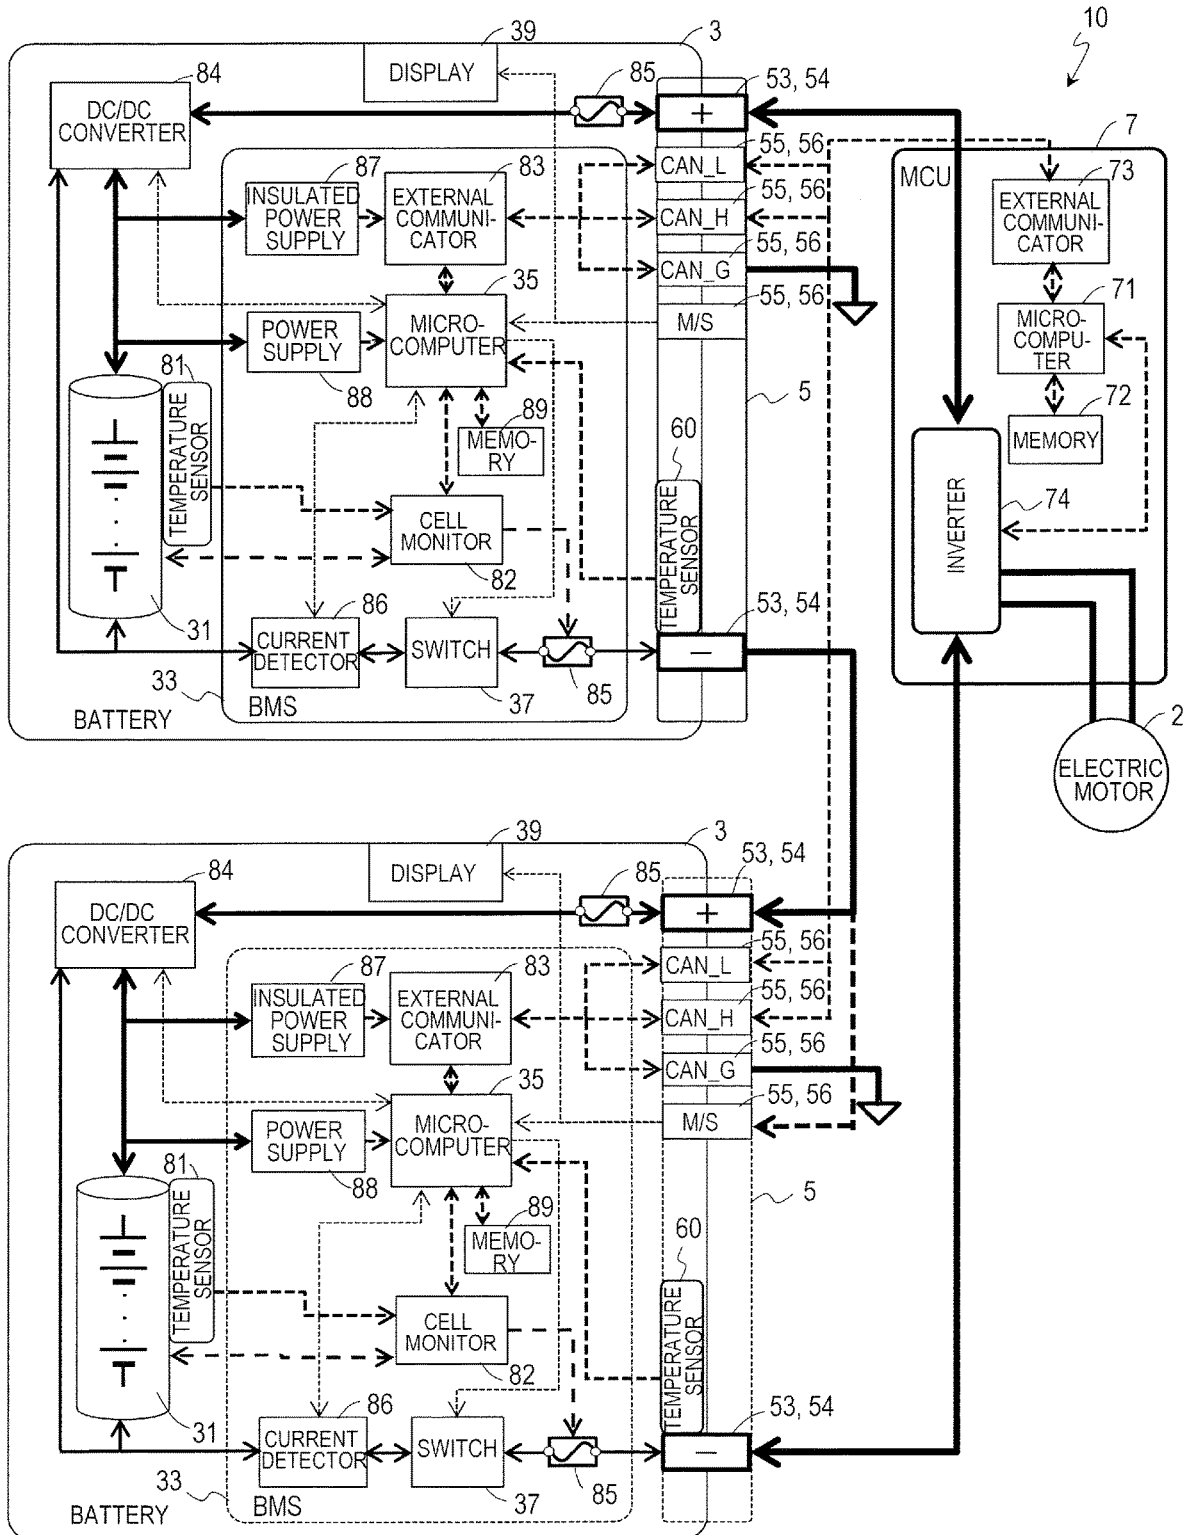 10
39
3
DISPLAY
84
DC/DC
CONVERTER
85
53, 54
+
7
MCU
55, 56
CAN_L
87
INSULATED
POWER
SUPPLY
83
EXTERNAL
COMMUNI-
CATOR
55, 56
CAN_H
73
EXTERNAL
COMMUNI-
CATOR
55, 56
CAN_G
35
MICRO-
COMPUTER
55, 56
M/S
POWER
SUPPLY
88
71
MICRO-
COMPU-
TER
81
TEMPERATURE
SENSOR
89
MEMO-
RY
5
60
TEMPERATURE
SENSOR
72
MEMORY
CELL
MONITOR
82
INVERTER
74
31
86
CURRENT
DETECTOR
SWITCH
37
85
53, 54
−
33
BMS
BATTERY
2
ELECTRIC
MOTOR
39
3
DISPLAY
84
DC/DC
CONVERTER
85
53, 54
+
55, 56
CAN_L
87
INSULATED
POWER
SUPPLY
83
EXTERNAL
COMMUNI-
CATOR
55, 56
CAN_H
55, 56
CAN_G
35
MICRO-
COMPUTER
55, 56
M/S
POWER
SUPPLY
88
81
TEMPERATURE
SENSOR
89
MEMO-
RY
5
60
TEMPERATURE
SENSOR
CELL
MONITOR
82
31
86
CURRENT
DETECTOR
SWITCH
37
85
53, 54
−
33
BMS
BATTERY